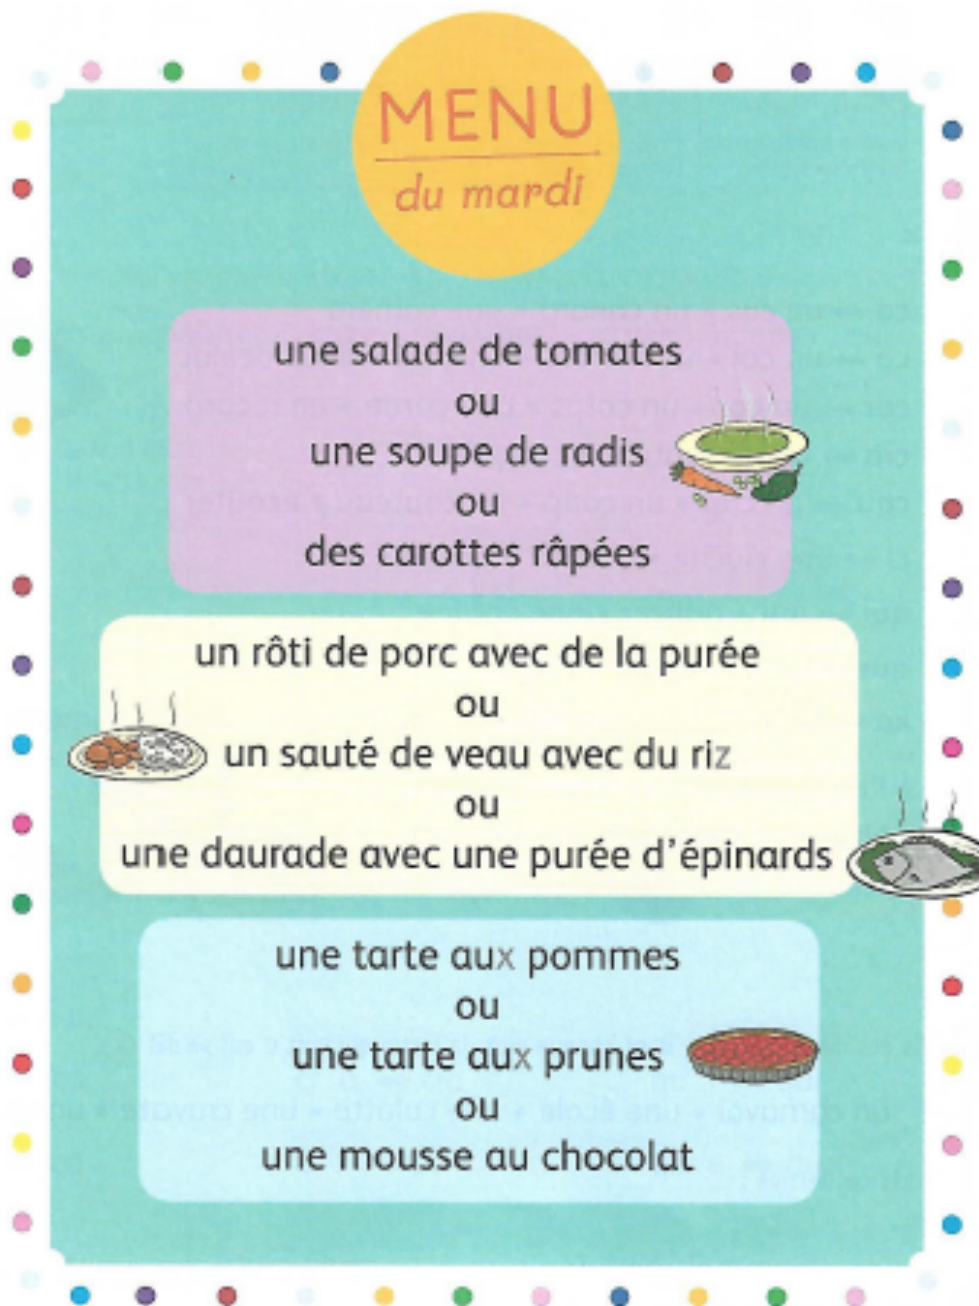 MENU
du mardi
une salade de tomates
ou
une soupe de radis
ou
des carottes râpées
un rôti de porc avec de la purée
ou
un sauté de veau avec du riz
ou
une daurade avec une purée d'épinards
une tarte aux pommes
ou
une tarte aux prunes
ou
une mousse au chocolat